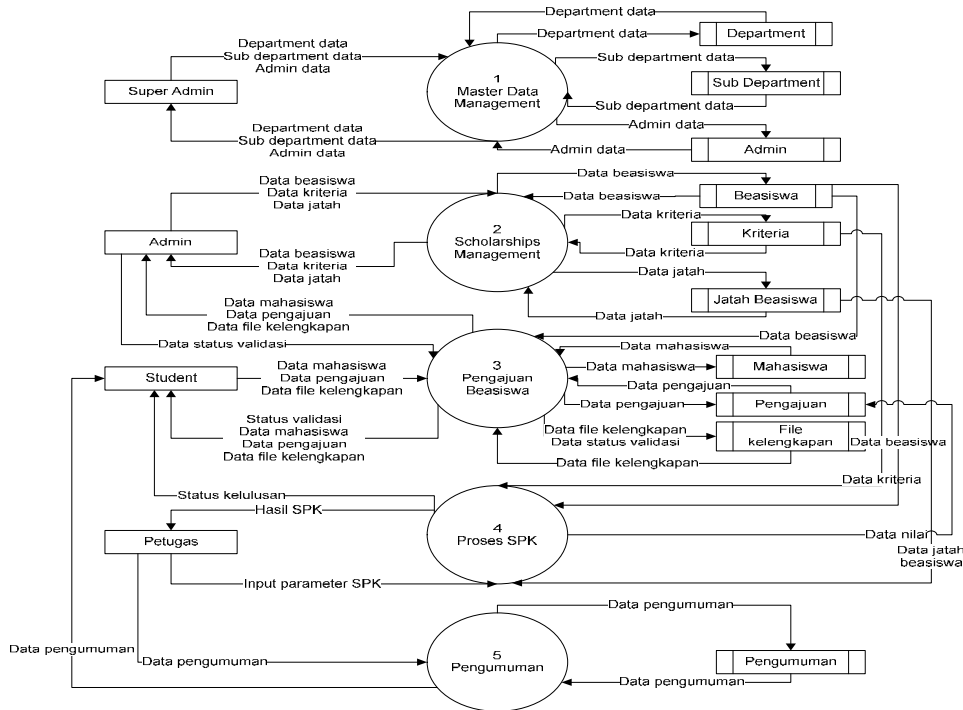 Department data
Department data
Department
Department data
Sub department data
Admin data
1
Master Data
Management
Sub department data
Super Admin
Sub Department
Sub department data
Department data
Sub department data
Admin data
Admin data
Admin data
Admin
Data beasiswa
Data beasiswa
Data kriteria
Data jatah
Data beasiswa
Beasiswa
2
Scholarships
Management
Data kriteria
Admin
Kriteria
Data kriteria
Data beasiswa
Data kriteria
Data jatah
Data jatah
Jatah Beasiswa
Data jatah
Data mahasiswa
Data pengajuan
Data file kelengkapan
Data beasiswa
Data status validasi
Data mahasiswa
3
Pengajuan
Beasiswa
Data mahasiswa
Mahasiswa
Student
Data mahasiswa
Data pengajuan
Data file kelengkapan
Data pengajuan
Data pengajuan
Pengajuan
Status validasi
Data mahasiswa
Data pengajuan
Data file kelengkapan
Data file kelengkapan
Data status validasi
File
kelengkapan
Data beasiswa
Data file kelengkapan
Data kriteria
Status kelulusan
Hasil SPK
4
Proses SPK
Data nilai
Petugas
Data jatah
beasiswa
Input parameter SPK
Data pengumuman
Data pengumuman
5
Pengumuman
Data pengumuman
Pengumuman
Data pengumuman